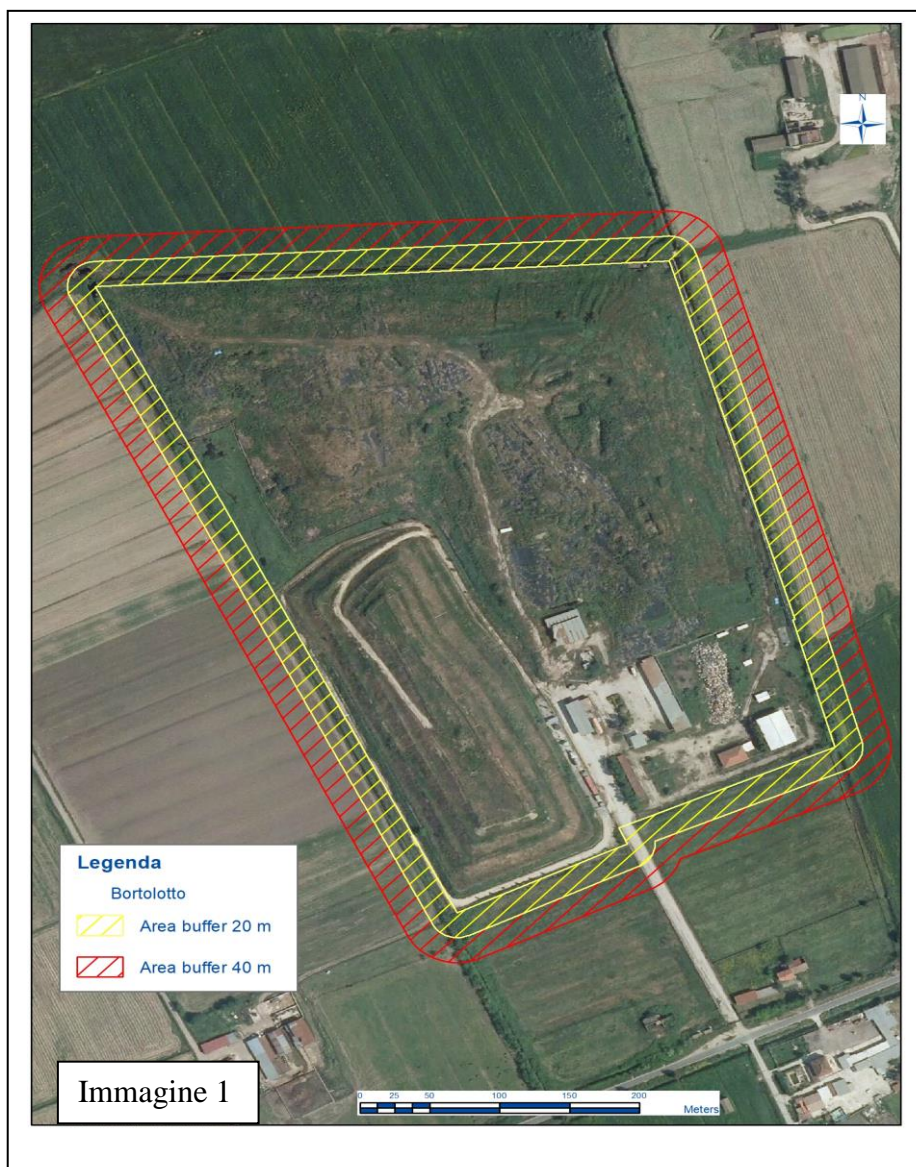 N
Legenda
Bortolotto
Area buffer 20 m
Area buffer 40 m
Immagine 1
0 25 50 100 150 200
Meters